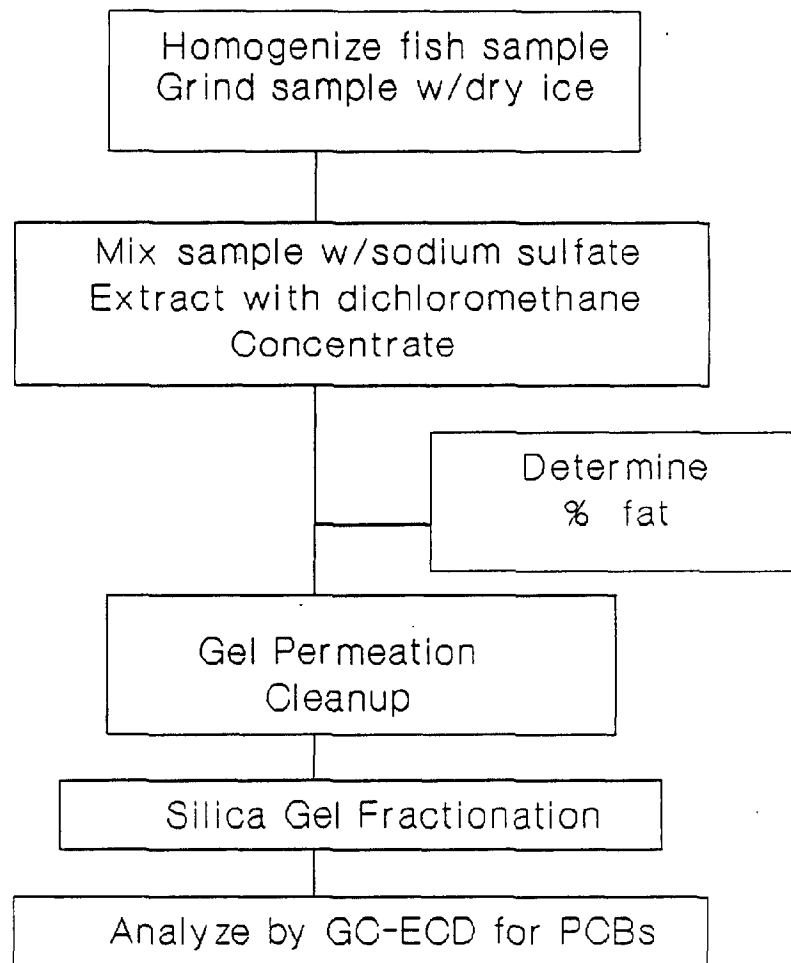 Homogenize fish sample
Grind sample w/dry ice
Mix sample w/sodium sulfate
Extract with dichloromethane
Concentrate
Determine
% fat
Gel Permeation
Cleanup
Silica Gel Fractionation
Analyze by GC-ECD for PCBs